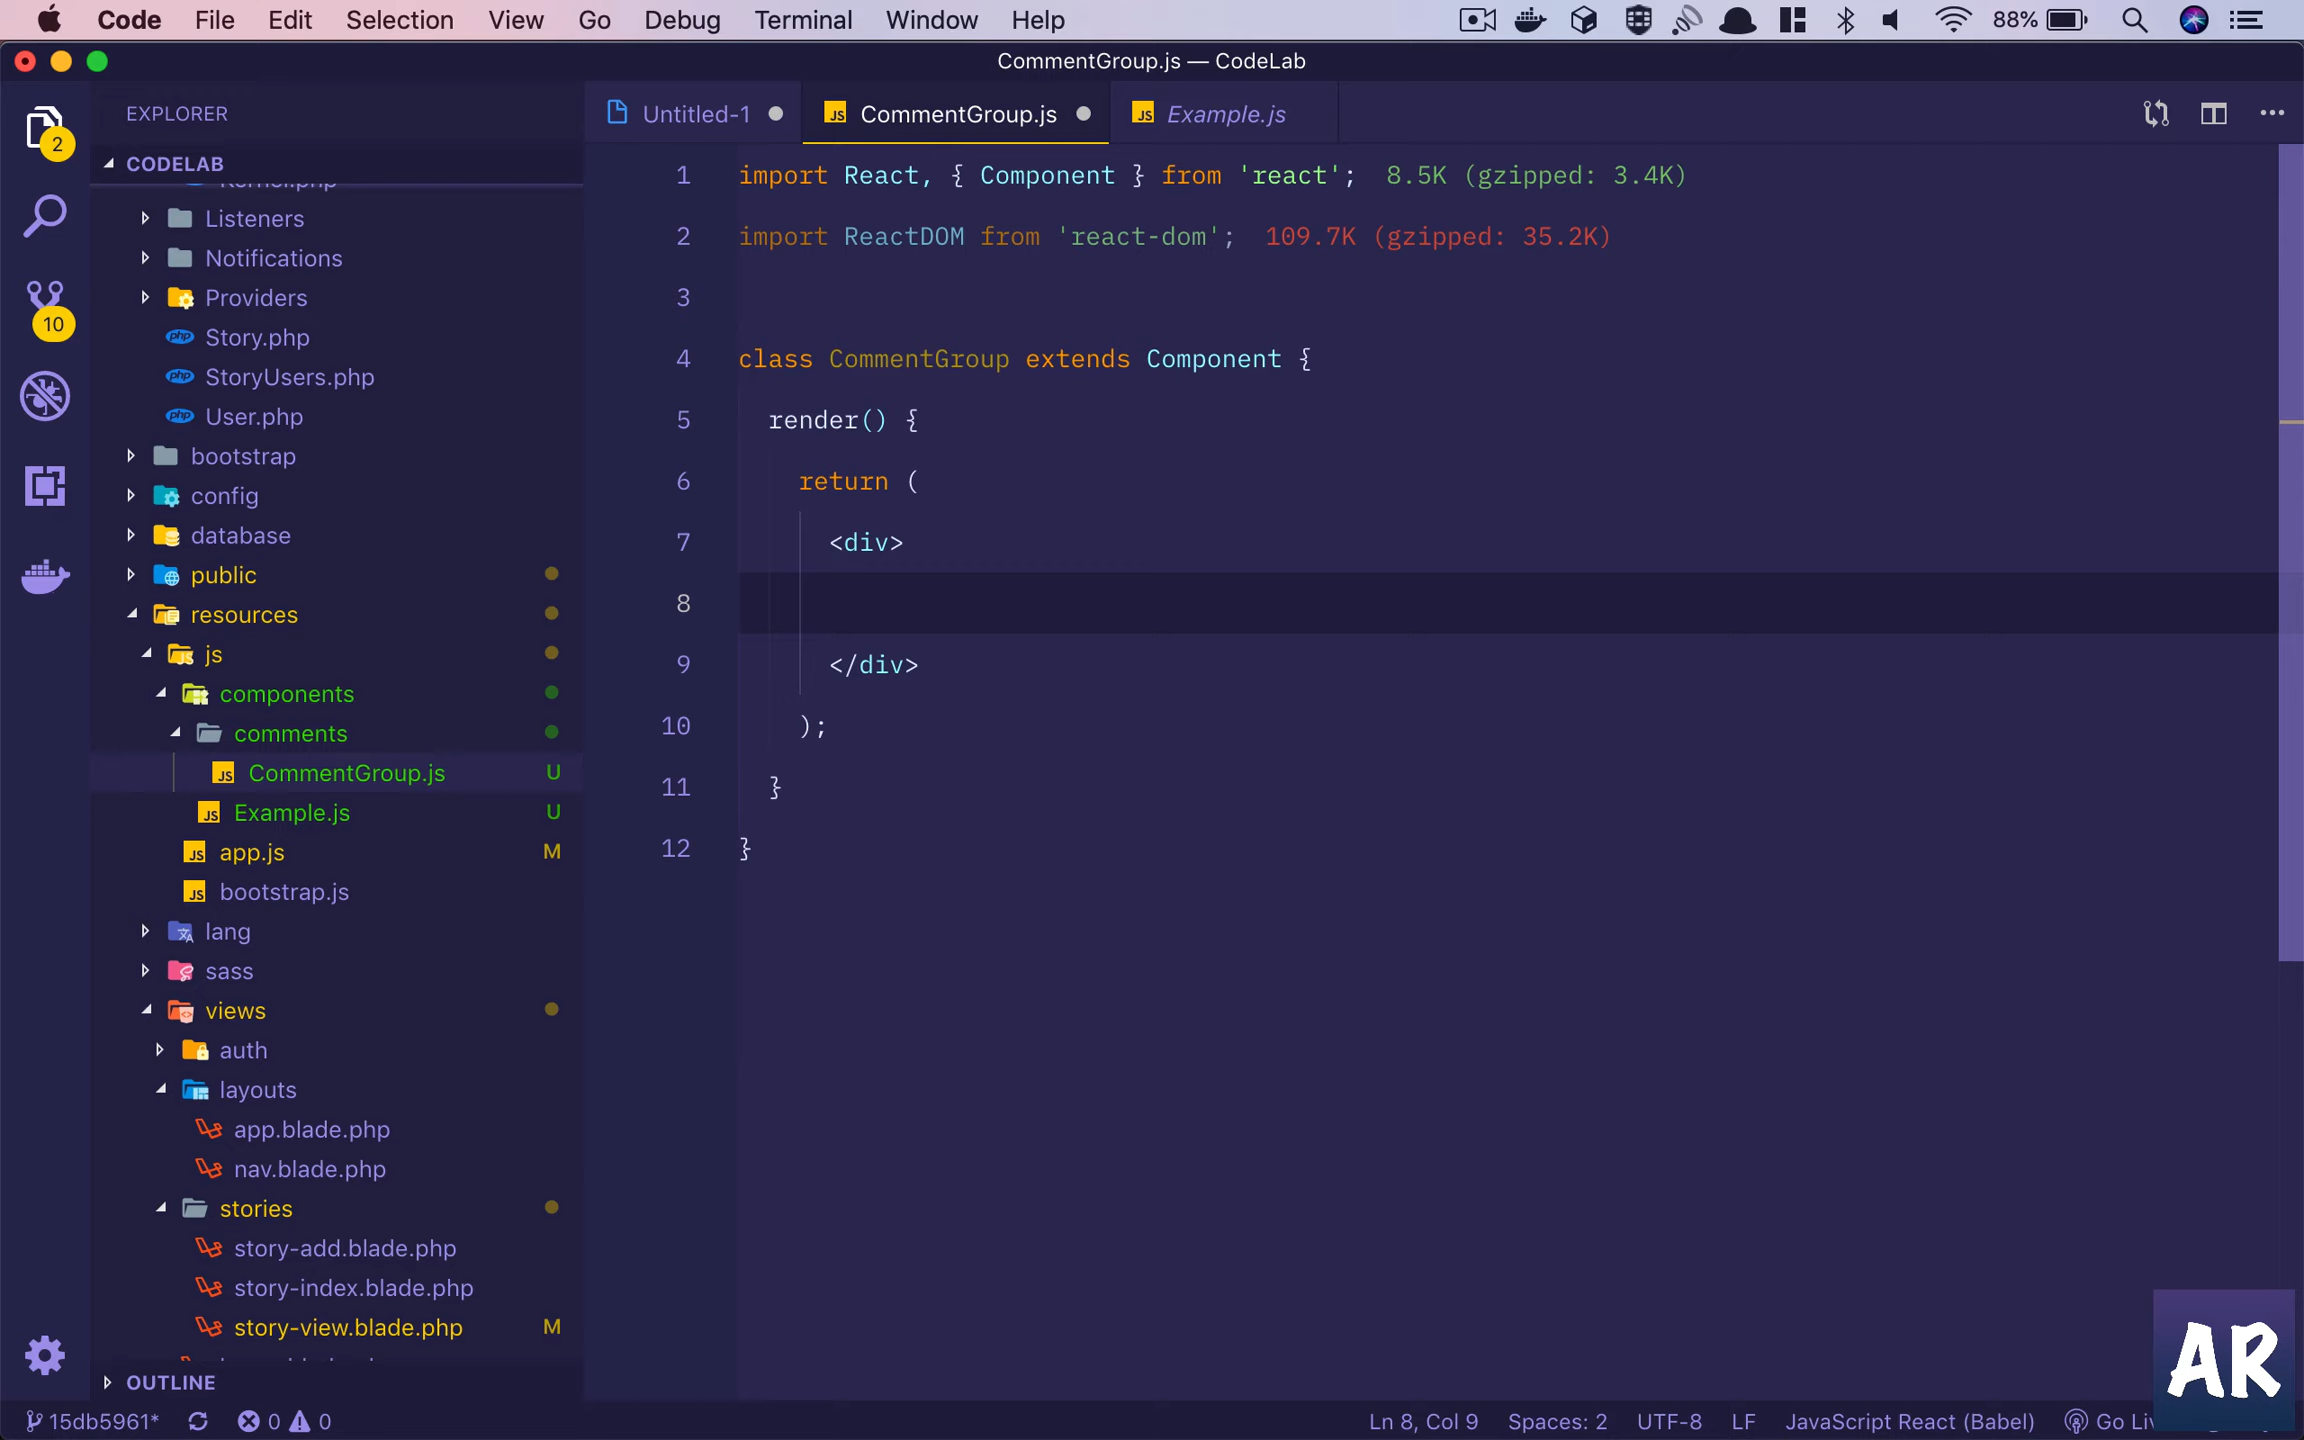 Code File Edit Selection View Go Debug Terminal Window Help 88%
CommentGroup.js — CodeLab
EXPLORER
2
10
CODELAB
Kernel.php
Listeners
Notifications
Providers
Story.php
StoryUsers.php
User.php
bootstrap
config
database
public
resources
js
components
comments
CommentGroup.js U
Example.js U
app.js M
bootstrap.js
lang
sass
views
auth
layouts
app.blade.php
nav.blade.php
stories
story-add.blade.php
story-index.blade.php
story-view.blade.php M
OUTLINE
Untitled-1 CommentGroup.js Example.js
1 import React, { Component } from 'react'; 8.5K (gzipped: 3.4K)
2 import ReactDOM from 'react-dom'; 109.7K (gzipped: 35.2K)
3
4 class CommentGroup extends Component {
5 render() {
6 return (
7 <div>
8
9 </div>
10 );
11 }
12 }
AR
15db5961* 0 0 Ln 8, Col 9 Spaces: 2 UTF-8 LF JavaScript React (Babel) Go